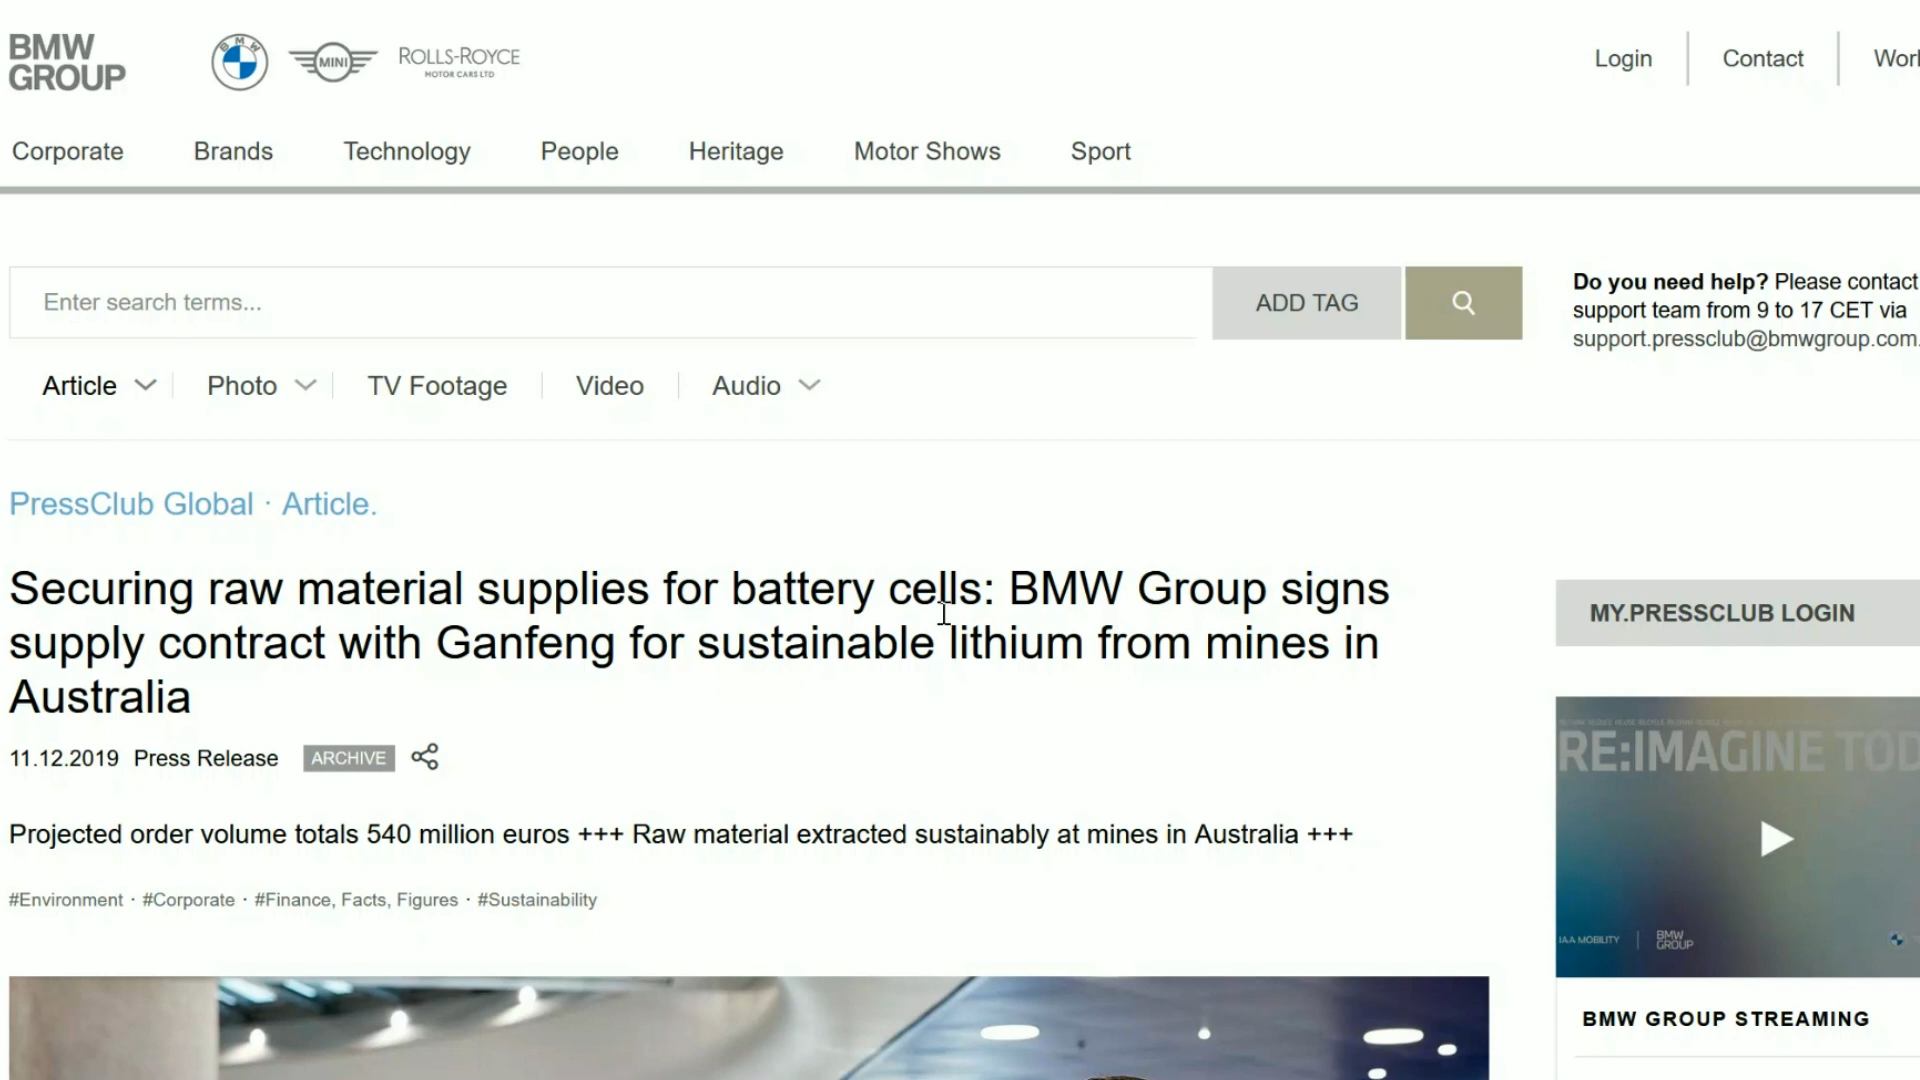 BMW
GROUP
BMW
MINI
ROLLS-ROYCE
MOTOR CARS LTD
Login
Contact
Corporate
Brands
Technology
People
Heritage
Motor Shows
Sport
Enter search terms...
ADD TAG
Do you need help? Please contact
support team from 9 to 17 CET via
support.pressclub@bmwgroup.com.
Article
Photo
TV Footage
Video
Audio
PressClub Global · Article.
Securing raw material supplies for battery cells: BMW Group signs
supply contract with Ganfeng for sustainable lithium from mines in
Australia
11.12.2019 Press Release
ARCHIVE
Projected order volume totals 540 million euros +++ Raw material extracted sustainably at mines in Australia +++
#Environment · #Corporate · #Finance, Facts, Figures · #Sustainability
MY.PRESSCLUB LOGIN
RE:IMAGINE TOD
IAA MOBILITY
BMW
GROUP
BMW GROUP STREAMING